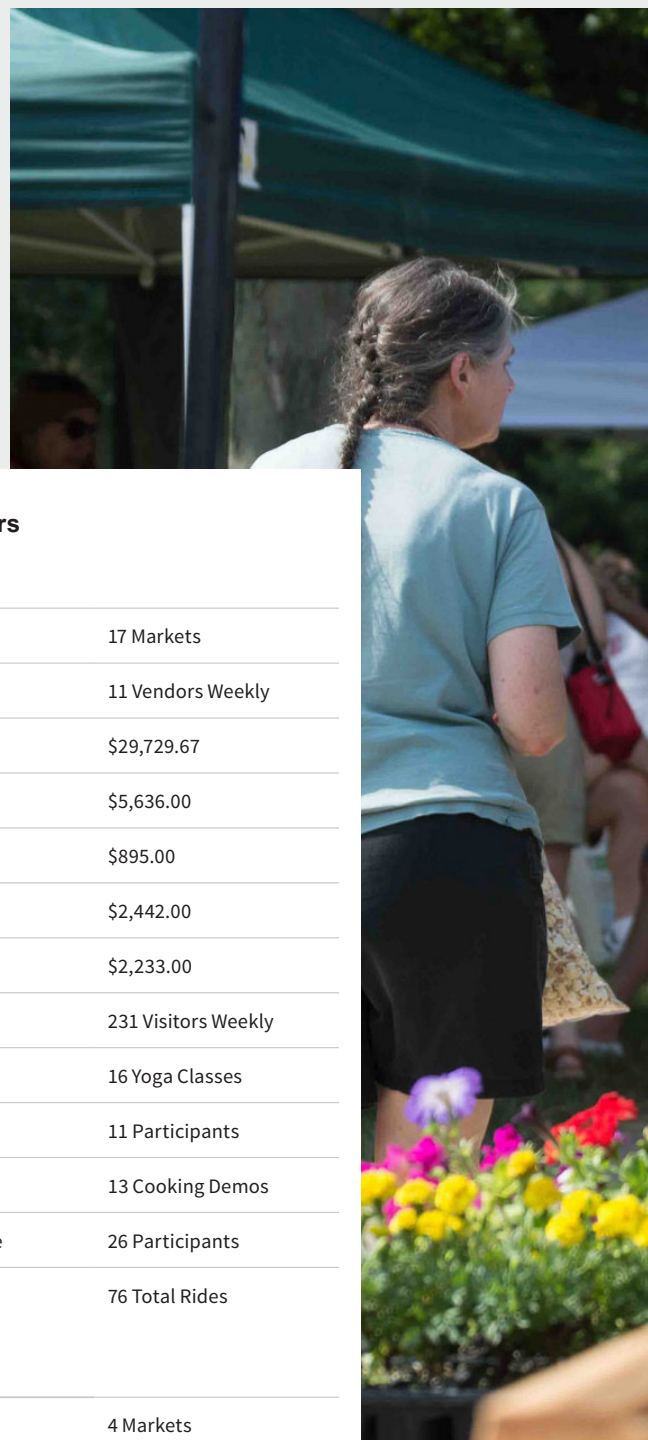 rs
17 Markets
11 Vendors Weekly
$29,729.67
$5,636.00
$895.00
$2,442.00
$2,233.00
231 Visitors Weekly
16 Yoga Classes
11 Participants
13 Cooking Demos
e 26 Participants
76 Total Rides
4 Markets